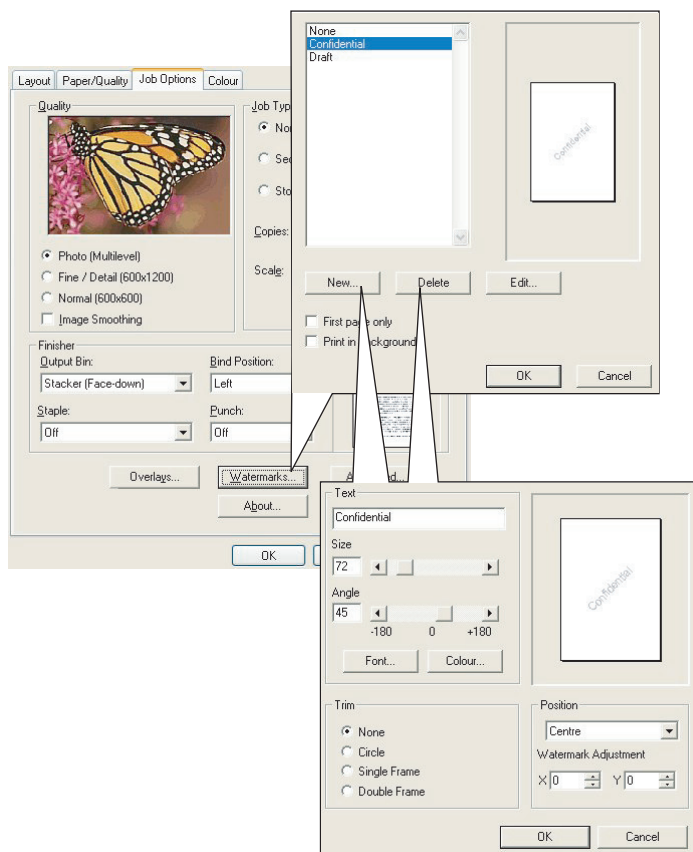 None
Confidential
Draft
Confidential
New...
Delete
Edit...
First page only
Print in background
OK
Cancel
Layout
Paper/Quality
Job Options
Colour
Quality
Photo (Multilevel)
Fine / Detail (600x1200)
Normal (600x600)
Image Smoothing
Job Typ
Copies:
Scale:
Finisher
Output Bin:
Stacker (Face-down)
Bind Position:
Left
Staple:
Off
Punch:
Off
Overlays...
Watermarks...
About...
OK
Text
Confidential
Size
72
Angle
45
-180 0 +180
Font...
Colour...
Confidential
Trim
None
Circle
Single Frame
Double Frame
Position
Centre
Watermark Adjustment
X 0 Y 0
OK
Cancel